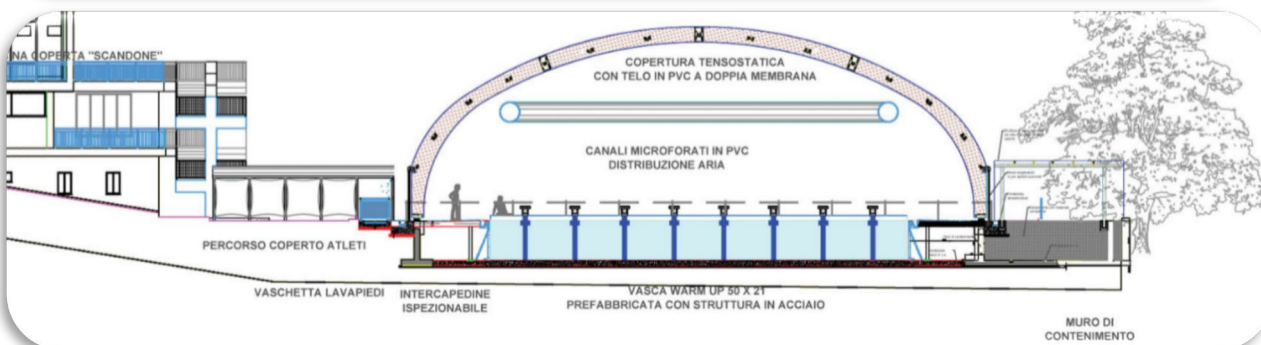 NA COPERTA "SCANDONE"
COPERTURA TENSOSTATICA
CON TELO IN PVC A DOPPIA MEMBRANA
CANALI MICROFORATI IN PVC
DISTRIBUZIONE ARIA
PERCORSO COPERTO ATLETI
VASCHETTA LAVAPIEDI
INTERCAPEDINE
ISPEZIONABILE
VASCA WARM UP 50 X 21
PREFABBRICATA CON STRUTTURA IN ACCIAIO
MURO DI
CONTENIMENTO